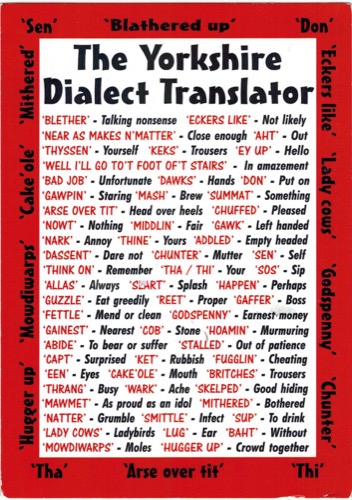 'Sen' 'Blathered up' 'Don'
'Mithered'
'Cake'ole'
'Mowdiwarps'
'Hugger up'
The Yorkshire
Dialect Translator
'BLETHER' - Talking nonsense 'ECKERS LIKE' - Not likely
'NEAR AS MAKES N'MATTER' - Close enough 'AHT' - Out
'THYSSEN' - Yourself 'KEKS' - Trousers 'EY UP' - Hello
'WELL I'LL GO TO'T FOOT OF'T STAIRS' - In amazement
'BAD JOB' - Unfortunate 'DAWKS' - Hands 'DON' - Put on
'GAWPIN' - Staring 'MASH' - Brew 'SUMMAT' - Something
'ARSE OVER TIT' - Head over heels 'CHUFFED' - Pleased
'NOWT' - Nothing 'MIDDLIN' - Fair 'GAWK' - Left handed
'NARK' - Annoy 'THINE' - Yours 'ADDLED' - Empty headed
'DASSENT' - Dare not 'CHUNTER' - Mutter 'SEN' - Self
'THINK ON' - Remember 'THA / THI' - Your 'SOS' - Sip
'ALLAS' - Always 'SLART' - Splash 'HAPPEN' - Perhaps
'GUZZLE' - Eat greedily 'REET' - Proper 'GAFFER' - Boss
'FETTLE' - Mend or clean 'GODSPENNY' - Earnest-money
'GAINEST' - Nearest 'COB' - Stone 'HOAMIN' - Murmuring
'ABIDE' - To bear or suffer 'STALLED' - Out of patience
'CAPT' - Surprised 'KET' - Rubbish 'FUGGLIN' - Cheating
'EEN' - Eyes 'CAKE'OLE' - Mouth 'BRITCHES' - Trousers
'THRANG' - Busy 'WARK' - Ache 'SKELPED' - Good hiding
'MAWMET' - As proud as an idol 'MITHERED' - Bothered
'NATTER' - Grumble 'SMITTLE' - Infect 'SUP' - To drink
'LADY COWS' - Ladybirds 'LUG' - Ear 'BAHT' - Without
'MOWDIWARPS' - Moles 'HUGGER UP' - Crowd together
'Eckers like'
'Lady cows'
'Godspenny'
'Chunter'
'Tha' 'Arse over tit' 'Thi'